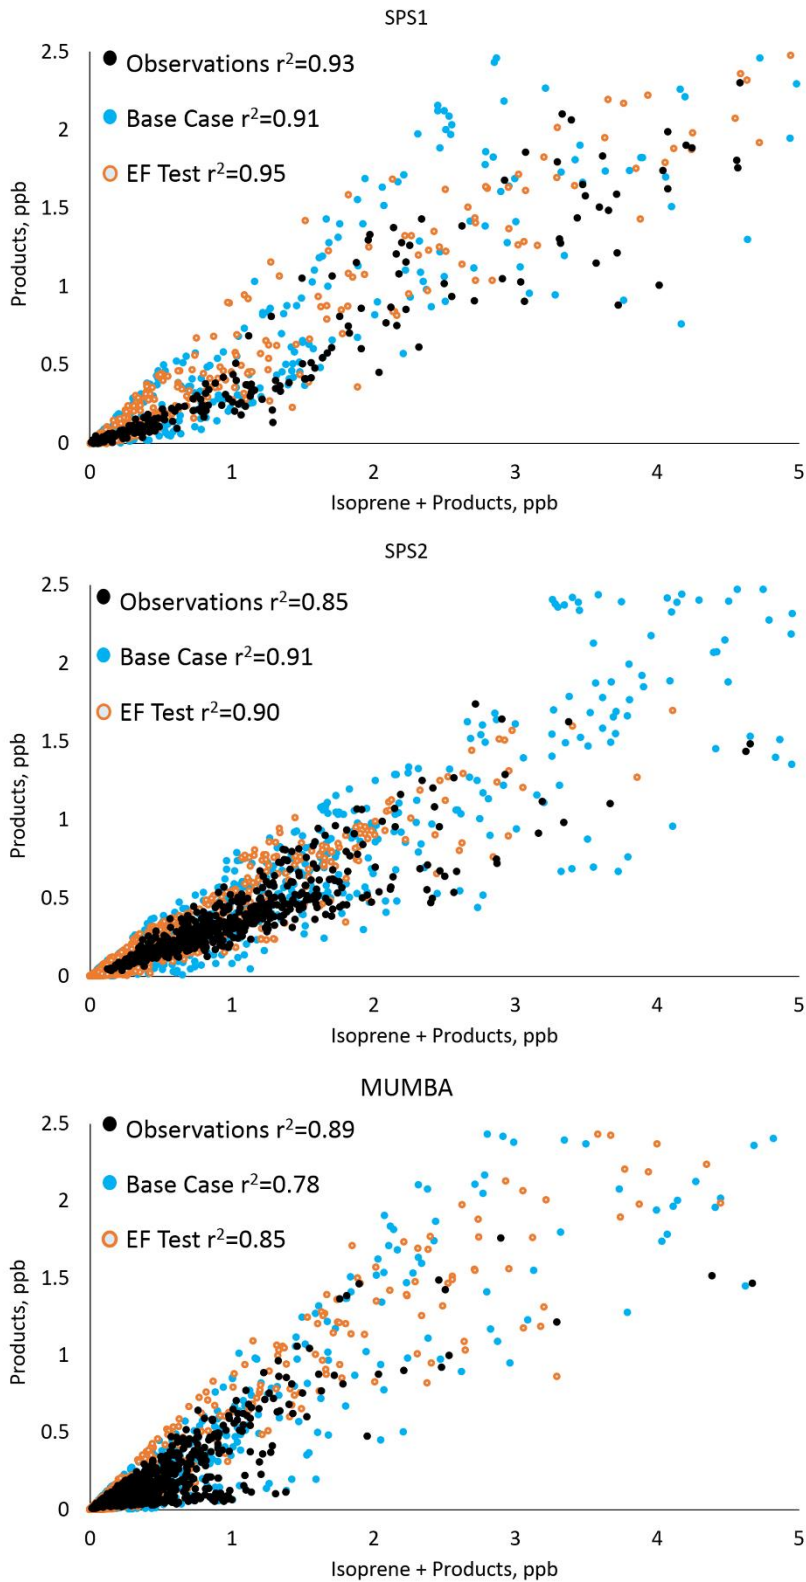 SPS1
2.5
Observations r²=0.93
2
Base Case r²=0.91
EF Test r²=0.95
1.5
1
0.5
0
Products, ppb
0 1 2 3 4 5
Isoprene + Products, ppb
SPS2
2.5
Observations r²=0.85
2
Base Case r²=0.91
EF Test r²=0.90
1.5
1
0.5
0
Products, ppb
0 1 2 3 4 5
Isoprene + Products, ppb
MUMBA
2.5
Observations r²=0.89
2
Base Case r²=0.78
EF Test r²=0.85
1.5
1
0.5
0
Products, ppb
0 1 2 3 4 5
Isoprene + Products, ppb